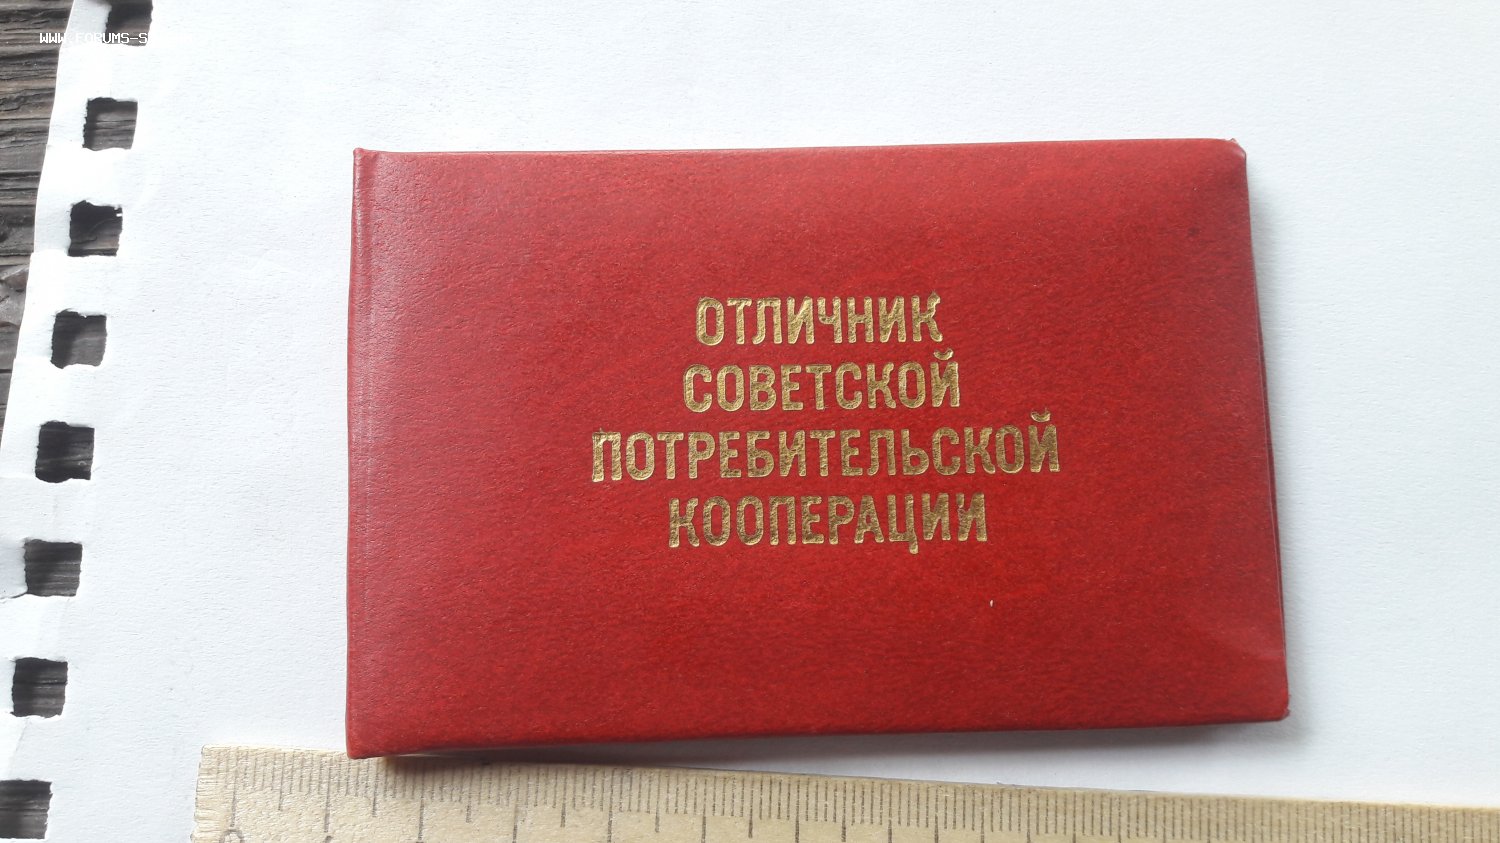 ОТЛИЧНИК
СОВЕТСКОЙ
ПОТРЕБИТЕЛЬСКОЙ
КООПЕРАЦИИ